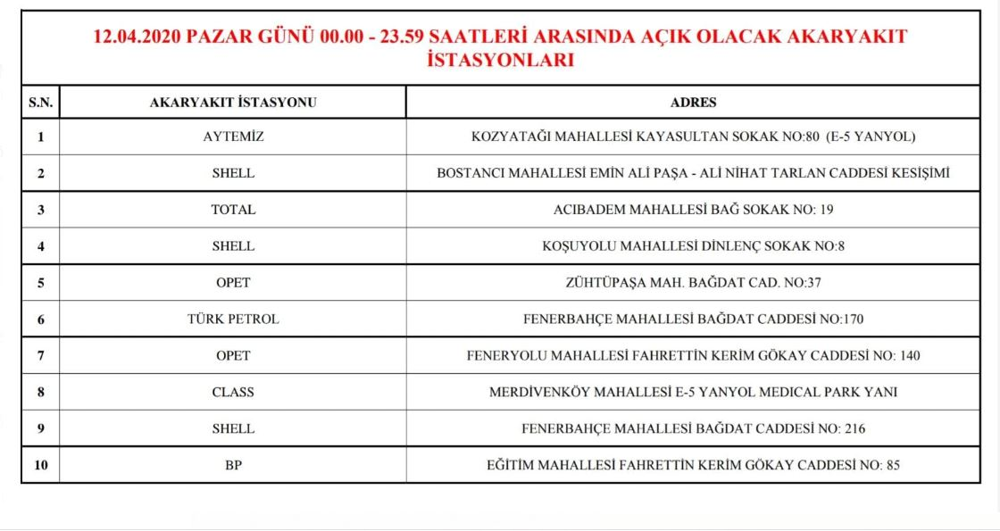 12.04.2020 PAZAR GÜNÜ 00.00 - 23.59 SAATLERİ ARASINDA AÇIK OLACAK AKARYAKIT
İSTASYONLARI
S.N. AKARYAKIT İSTASYONU ADRES
1 AYTEMİZ KOZYATAĞI MAHALLESİ KAYASULTAN SOKAK NO:80 (E-5 YANYOL)
2 SHELL BOSTANCI MAHALLESİ EMİN ALİ PAŞA - ALİ NİHAT TARLAN CADDESİ KESİŞİMİ
3 TOTAL ACIBADEM MAHALLESİ BAĞ SOKAK NO: 19
4 SHELL KOŞUYOLU MAHALLESİ DİNLENÇ SOKAK NO:8
5 OPET ZÜHTÜPAŞA MAH. BAĞDAT CAD. NO:37
6 TÜRK PETROL FENERBAHÇE MAHALLESİ BAĞDAT CADDESİ NO:170
7 OPET FENERYOLU MAHALLESİ FAHRETTİN KERİM GÖKAY CADDESİ NO: 140
8 CLASS MERDİVENKÖY MAHALLESİ E-5 YANYOL MEDICAL PARK YANI
9 SHELL FENERBAHÇE MAHALLESİ BAĞDAT CADDESİ NO: 216
10 BP EĞİTİM MAHALLESİ FAHRETTİN KERİM GÖKAY CADDESİ NO: 85